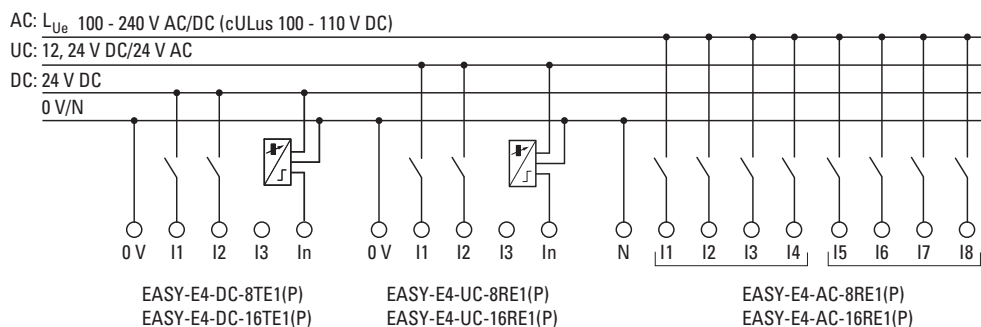 AC: LUe 100 - 240 V AC/DC (cULus 100 - 110 V DC)
UC: 12, 24 V DC/24 V AC
DC: 24 V DC
0 V/N
0 V I1 I2 I3 In 0 V I1 I2 I3 In N I1 I2 I3 I4 I5 I6 I7 I8
EASY-E4-DC-8TE1(P) EASY-E4-UC-8RE1(P) EASY-E4-AC-8RE1(P)
EASY-E4-DC-16TE1(P) EASY-E4-UC-16RE1(P) EASY-E4-AC-16RE1(P)